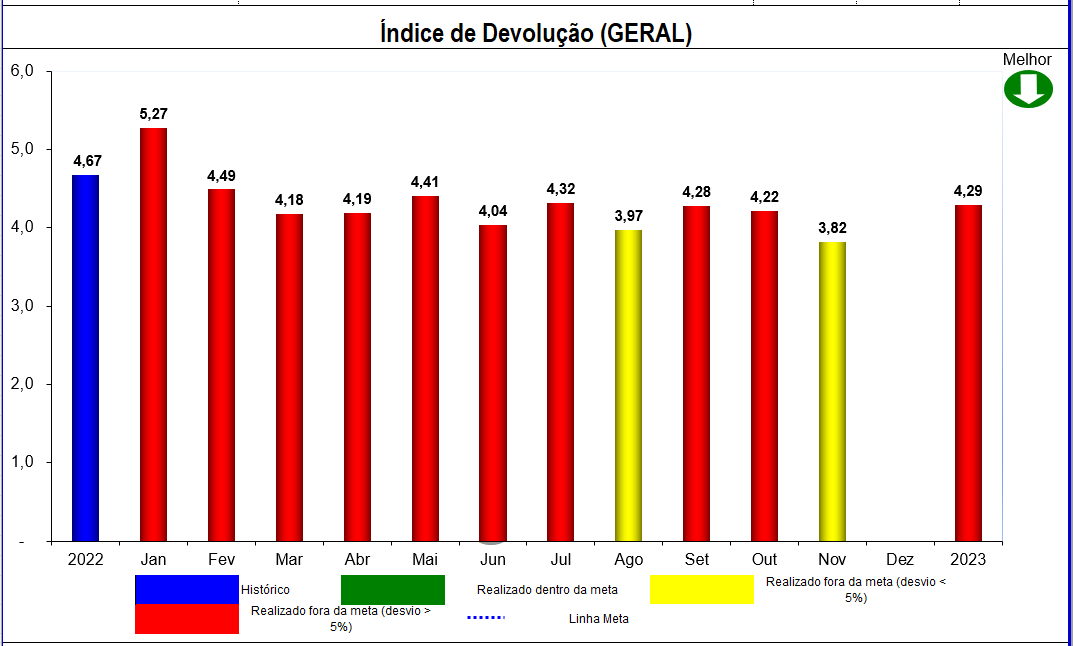 Índice de Devolução (GERAL)
Melhor
6,0
5,0
4,0
3,0
2,0
1,0
-
4,67
5,27
4,49
4,18
4,19
4,41
4,04
4,32
3,97
4,28
4,22
3,82
4,29
2022 Jan Fev Mar Abr Mai Jun Jul Ago Set Out Nov Dez 2023
Histórico
Realizado dentro da meta
Realizado fora da meta (desvio <
5%)
Realizado fora da meta (desvio >
5%)
Linha Meta